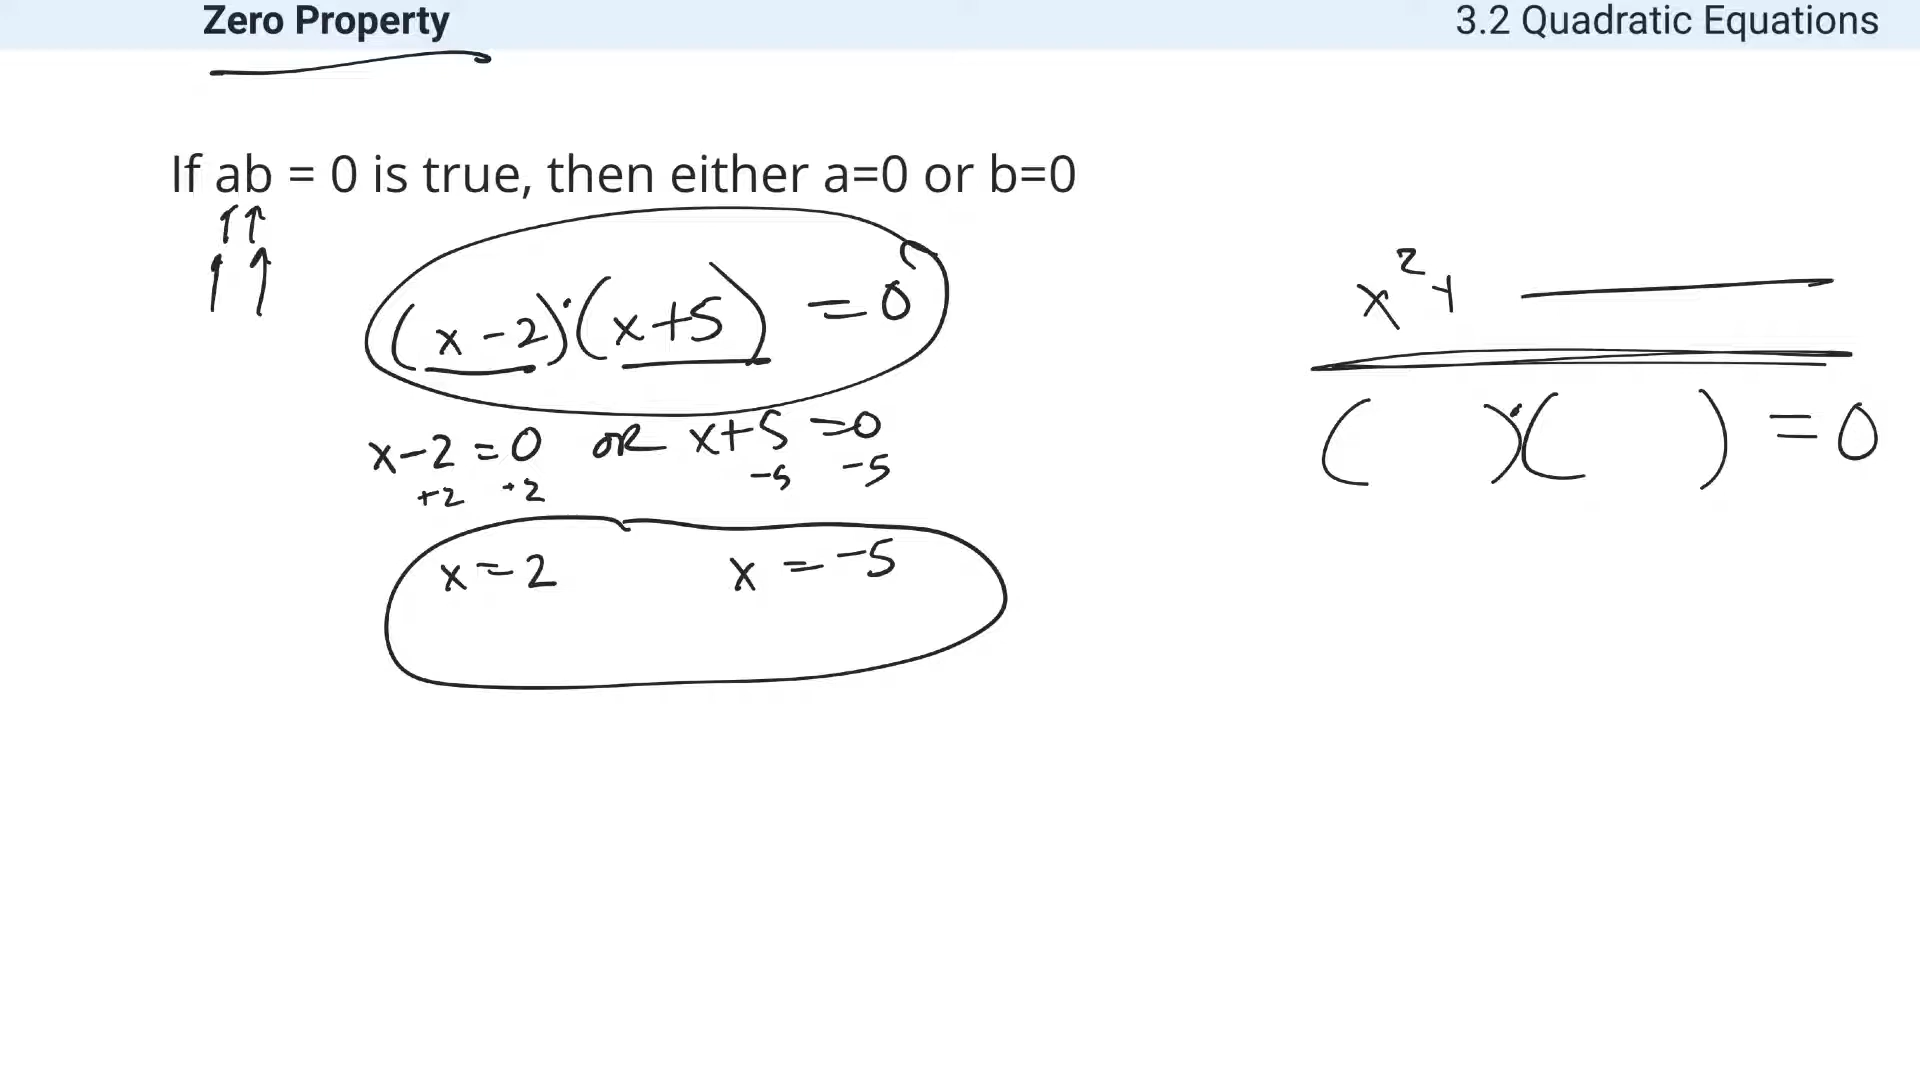 Zero Property
3.2 Quadratic Equations
If ab = 0 is true, then either a=0 or b=0
(x-2)·(x+5) = 0
x-2=0 OR x+5=0
+2 +2 -5 -5
x=2 x=-5
x² +
( )·( ) = 0